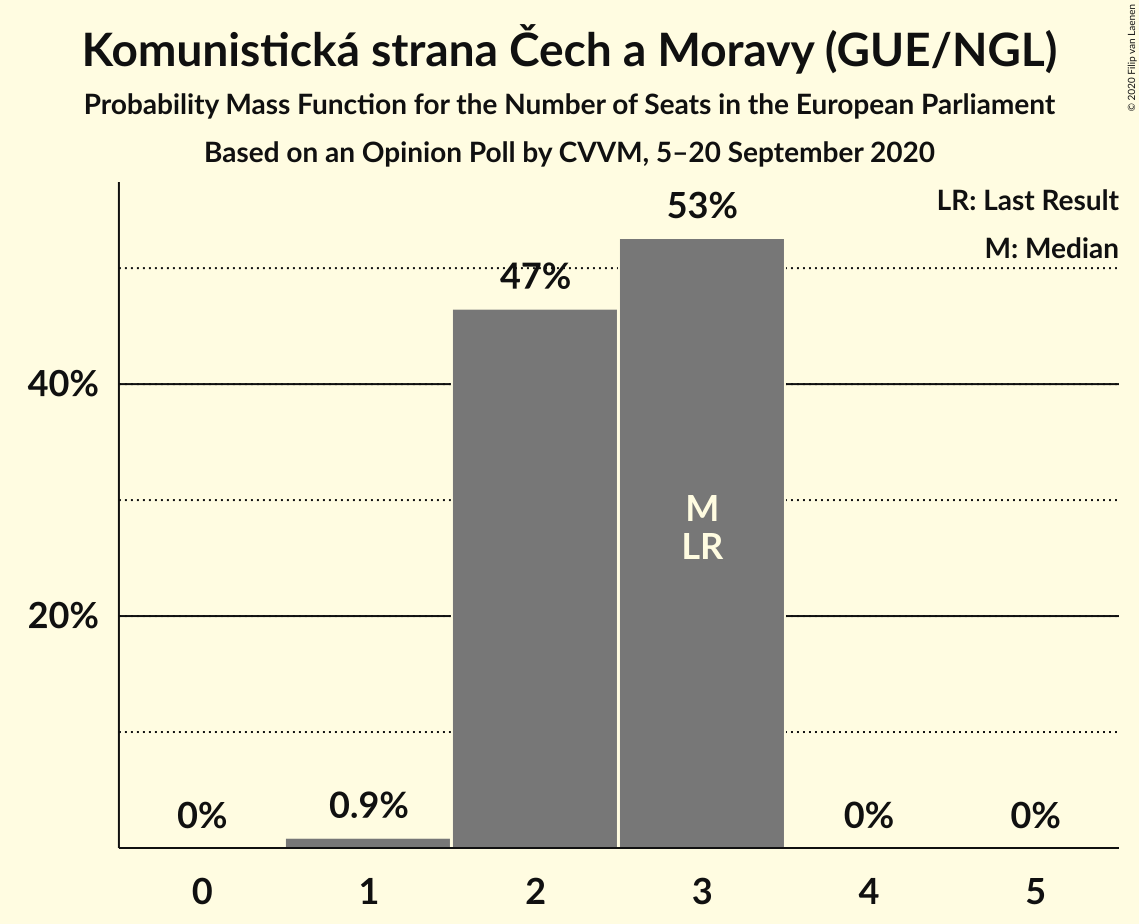 Komunistická strana Čech a Moravy (GUE/NGL)
Probability Mass Function for the Number of Seats in the European Parliament
Based on an Opinion Poll by CVVM, 5–20 September 2020
© 2020 Filip van Laenen
LR: Last Result
M: Median
53%
47%
40%
M
LR
20%
0%
0.9%
0%
0%
0
1
2
3
4
5